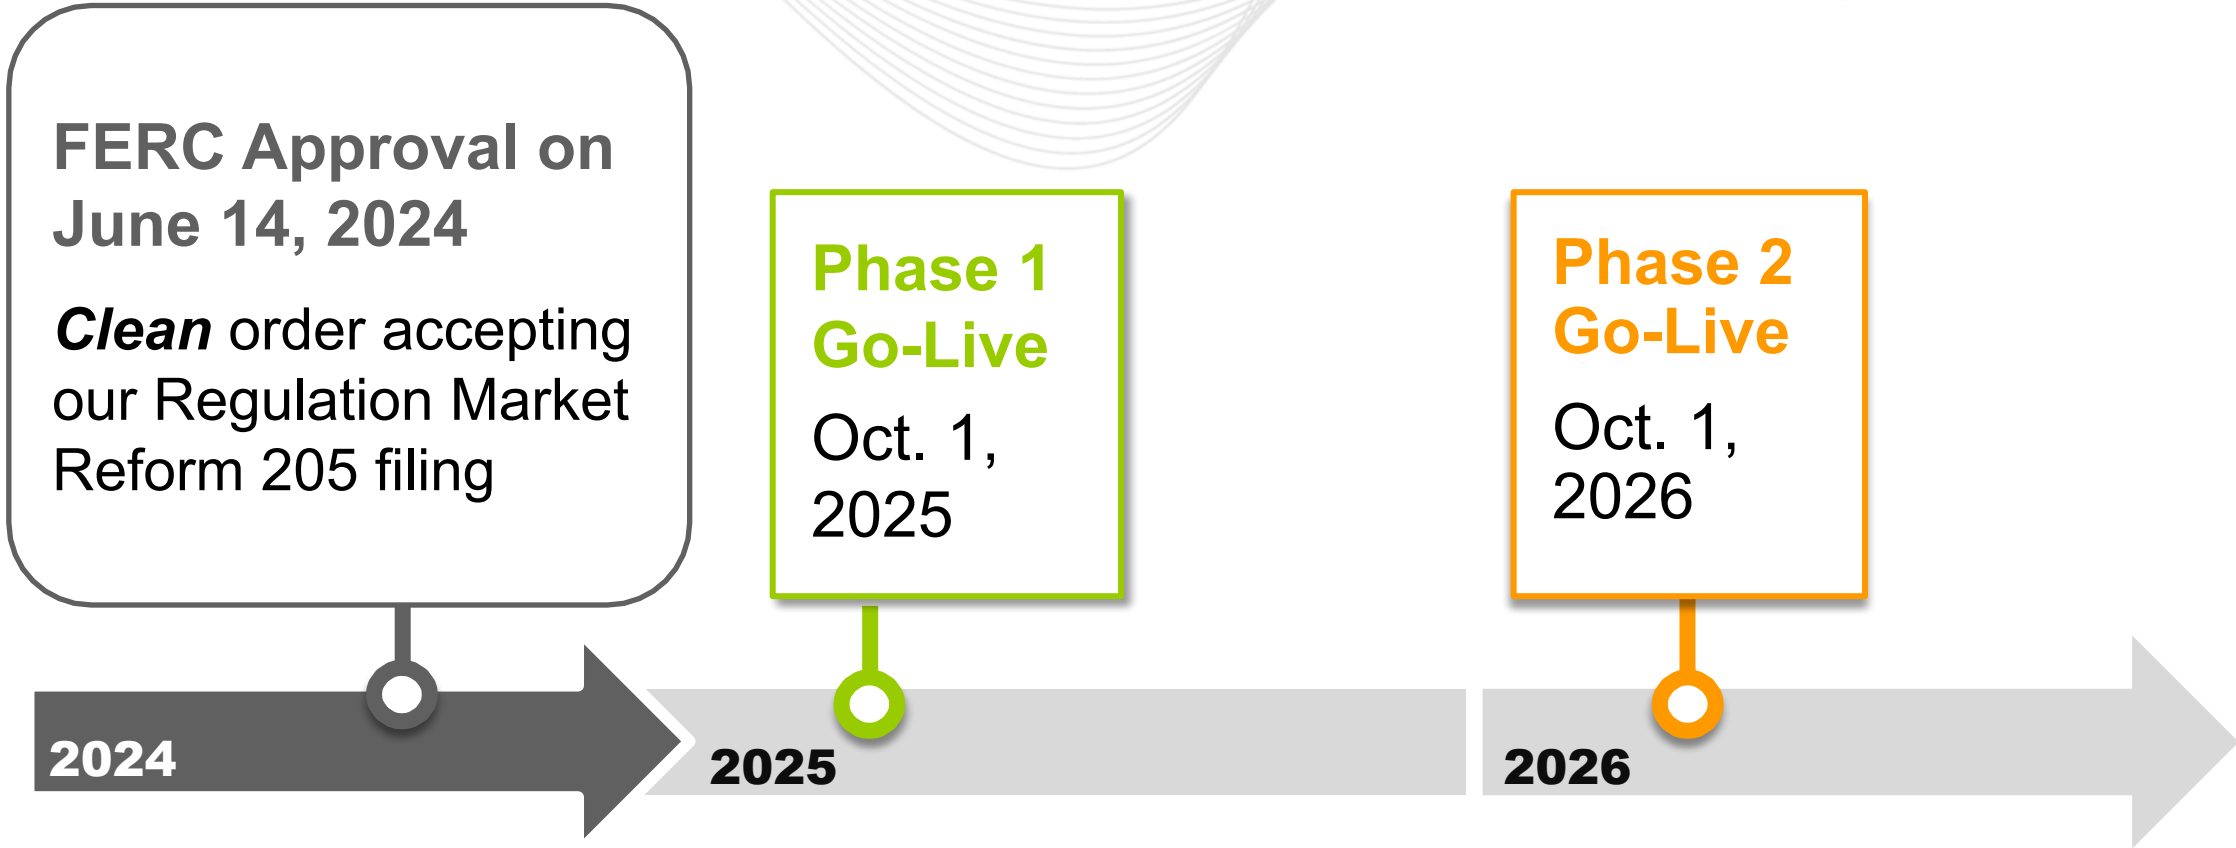 FERC Approval on
June 14, 2024
Clean order accepting
our Regulation Market
Reform 205 filing
Phase 1
Go-Live
Oct. 1,
2025
Phase 2
Go-Live
Oct. 1,
2026
2024
2025
2026